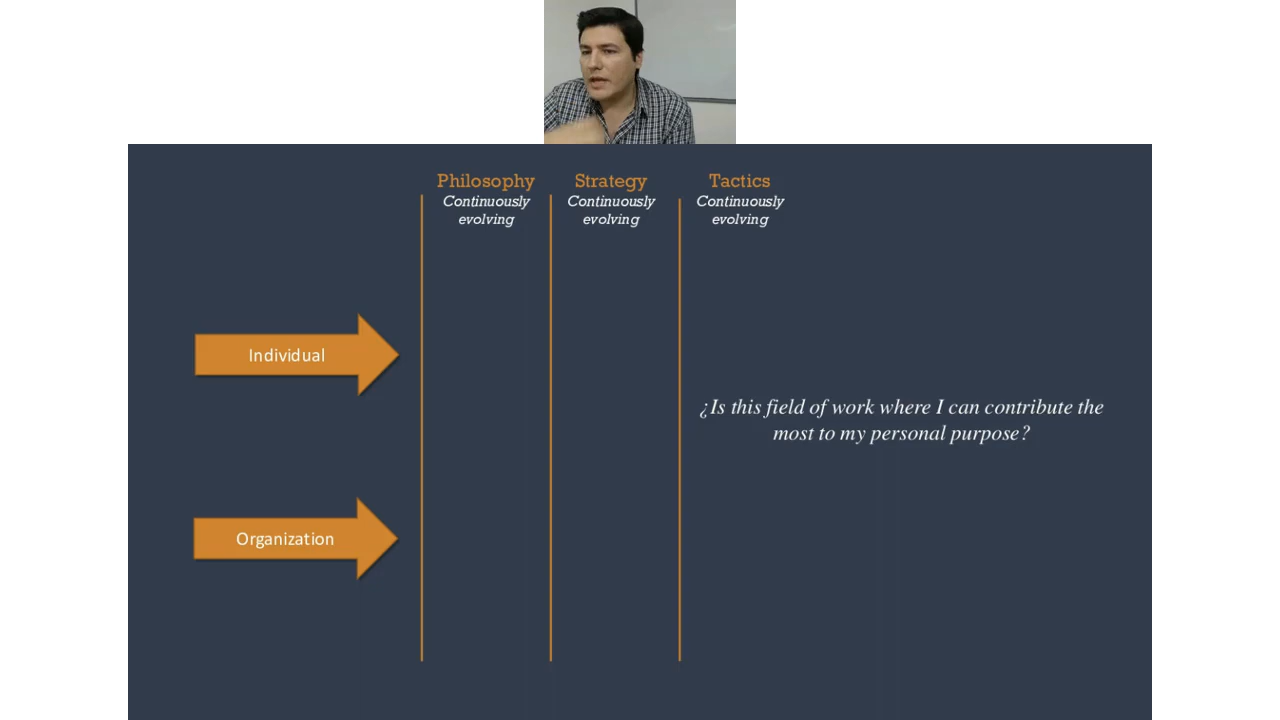 Philosophy
Continuously
evolving
Strategy
Continuously
evolving
Tactics
Continuously
evolving
Individual
¿Is this field of work where I can contribute the
most to my personal purpose?
Organization